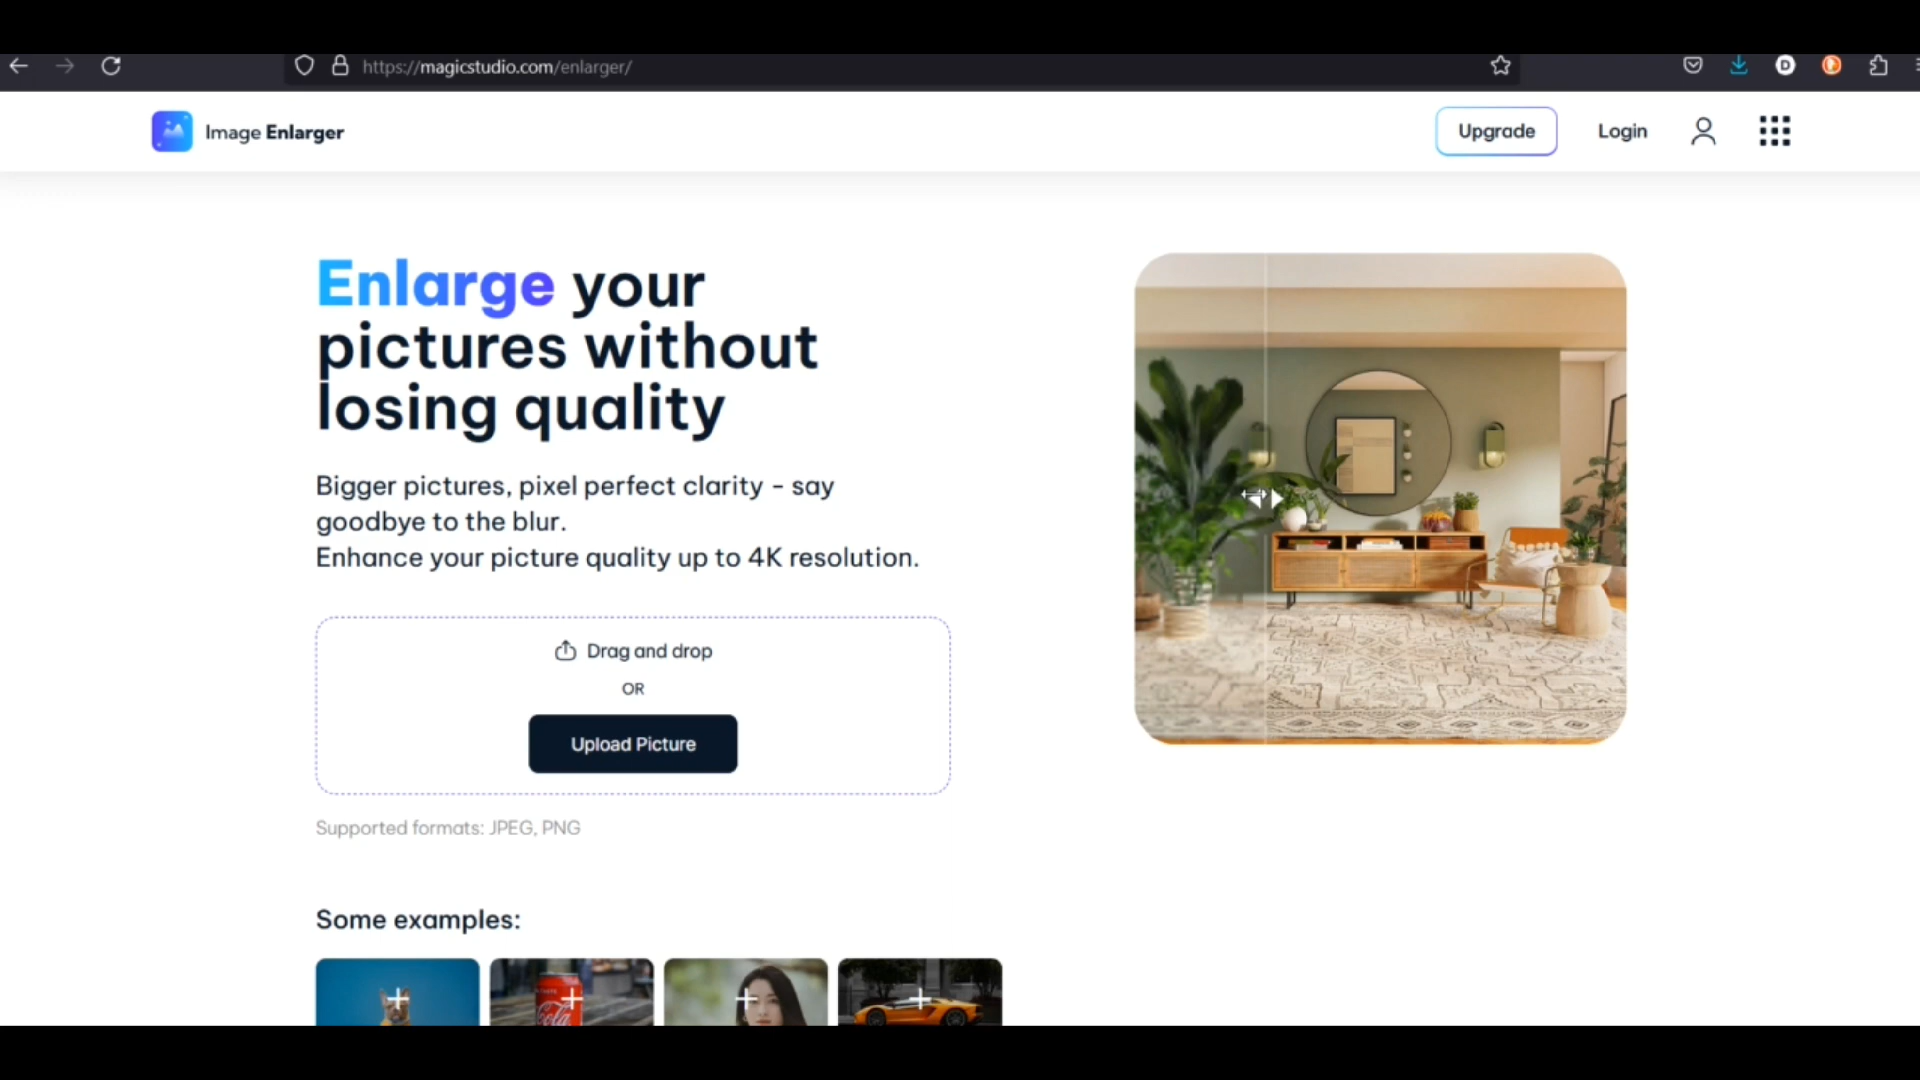 https://magicstudio.com/enlarger/
D
Image Enlarger
Upgrade
Login
Enlarge your
pictures without
losing quality
Bigger pictures, pixel perfect clarity - say
goodbye to the blur.
Enhance your picture quality up to 4K resolution.
Drag and drop
OR
Upload Picture
Supported formats: JPEG, PNG
Some examples: